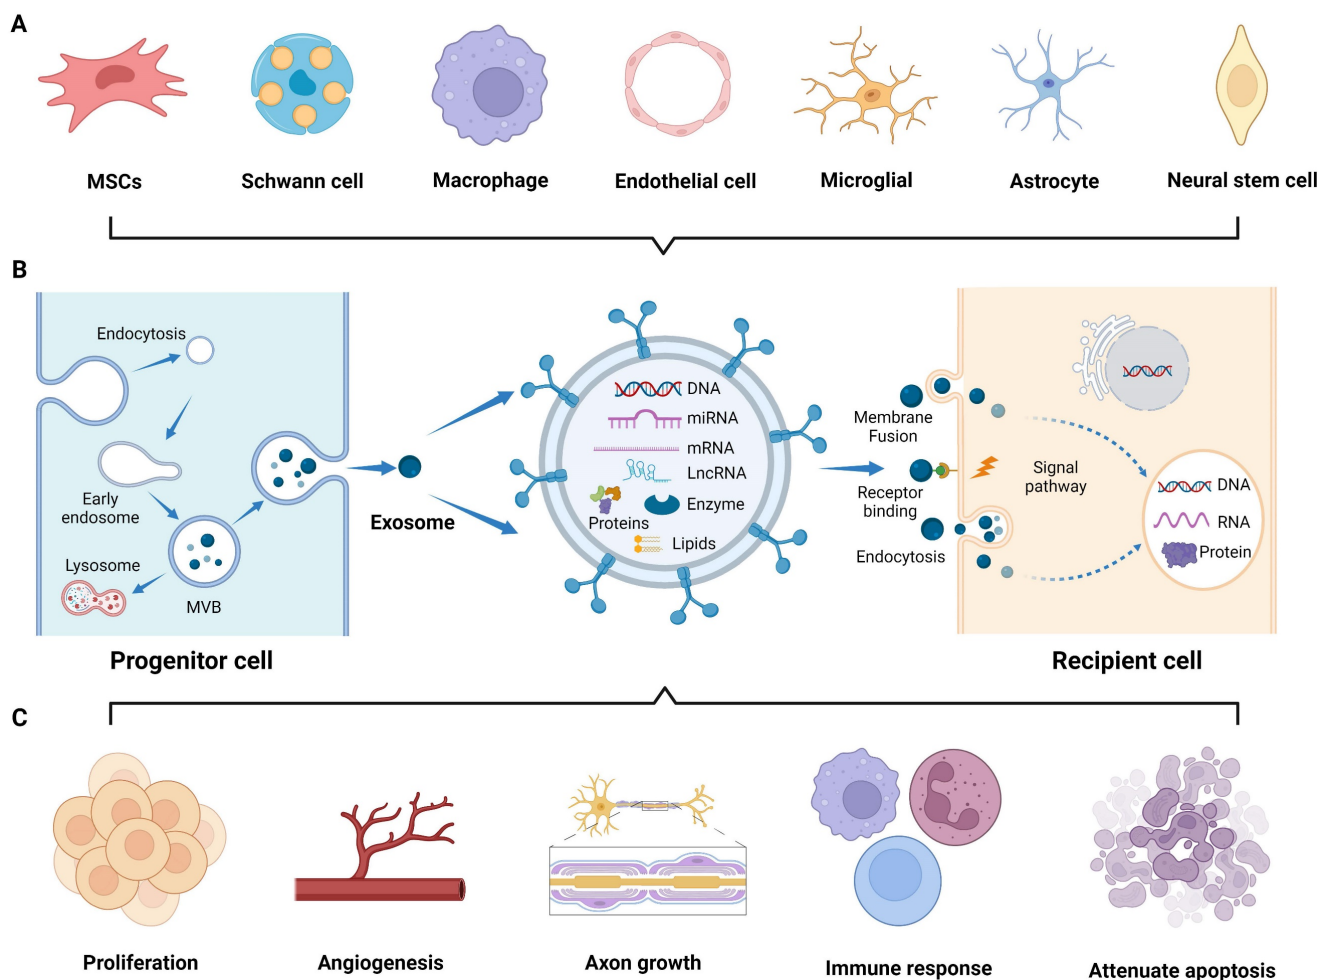 A
MSCs
Schwann cell
Macrophage
Endothelial cell
Microglial
Astrocyte
Neural stem cell
B
Endocytosis
Early
endosome
Lysosome
MVB
Exosome
Progenitor cell
DNA
miRNA
mRNA
LncRNA
Enzyme
Proteins
Lipids
Membrane
Fusion
Receptor
binding
Endocytosis
Signal
pathway
DNA
RNA
Protein
Recipient cell
C
Proliferation
Angiogenesis
Axon growth
Immune response
Attenuate apoptosis